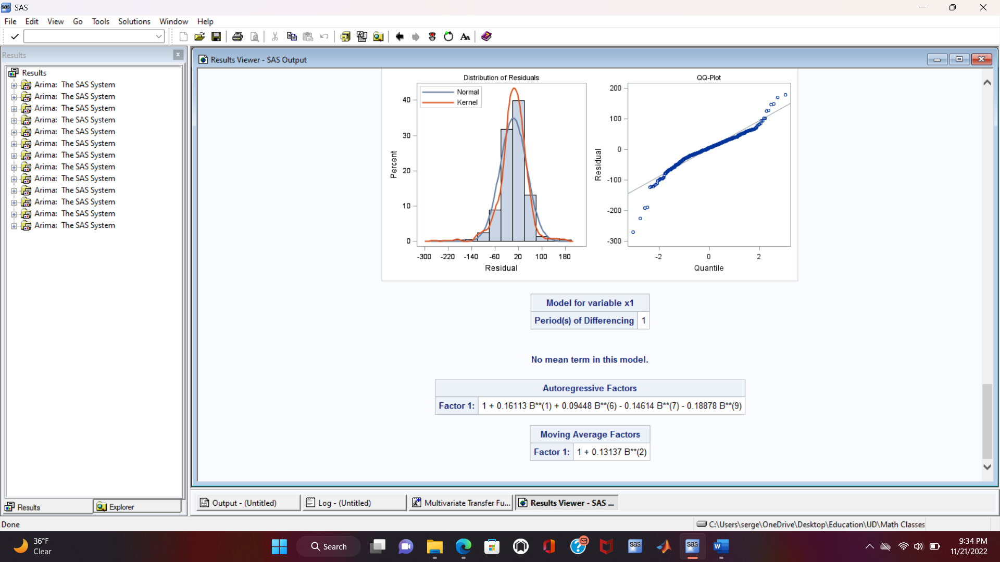 SAS
File Edit View Go Tools Solutions Window Help
Results
Results
Arima: The SAS System
Arima: The SAS System
Arima: The SAS System
Arima: The SAS System
Arima: The SAS System
Arima: The SAS System
Arima: The SAS System
Arima: The SAS System
Arima: The SAS System
Arima: The SAS System
Arima: The SAS System
Arima: The SAS System
Arima: The SAS System
Results Explorer
Results Viewer - SAS Output
Distribution of Residuals
Normal
Kernel
Percent
40
30
20
10
0
-300 -220 -140 -60 20 100 180
Residual
QQ-Plot
Residual
200
100
0
-100
-200
-300
-2 0 2
Quantile
Model for variable x1
Period(s) of Differencing 1
No mean term in this model.
Autoregressive Factors
Factor 1: 1 + 0.16113 B**(1) + 0.09448 B**(6) - 0.14614 B**(7) - 0.18878 B**(9)
Moving Average Factors
Factor 1: 1 + 0.13137 B**(2)
Output - (Untitled) Log - (Untitled) Multivariate Transfer Fu... Results Viewer - SAS ...
Done C:\Users\serge\OneDrive\Desktop\Education\UD\Math Classes
36°F
Clear
Search
sas
sas
W
9:34 PM
11/21/2022